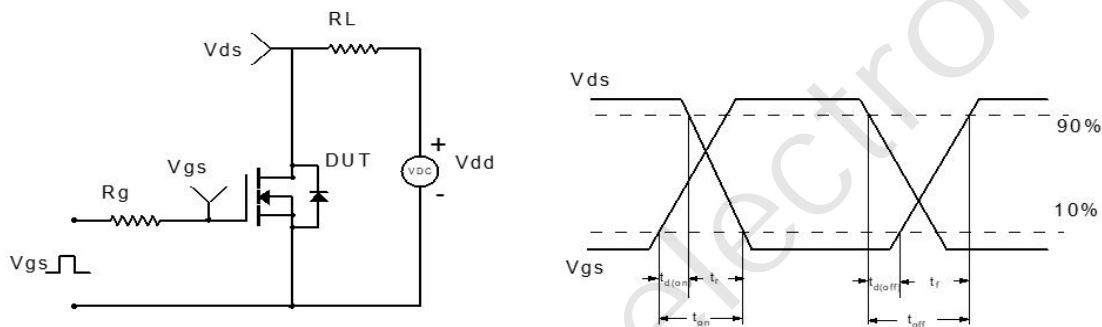 RL
Vds
Vgs
DUT
Rg
VDC
+
-
Vdd
Vgs
Vds
90%
10%
Vgs
td(on)
tr
ton
td(off)
tf
toff
electro